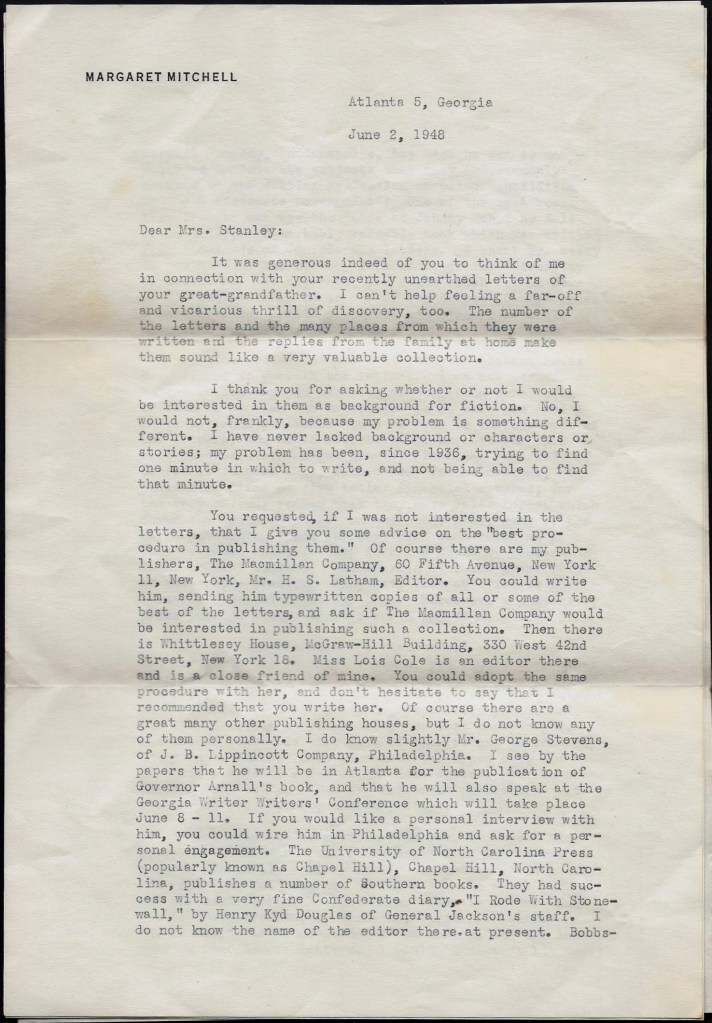 MARGARET MITCHELL
Atlanta 5, Georgia
June 2, 1948
Dear Mrs. Stanley:
It was generous indeed of you to think of me
in connection with your recently unearthed letters of
your great-grandfather. I can't help feeling a far-off
and vicarious thrill of discovery, too. The number of
the letters and the many places from which they were
written and the replies from the family at home make
them sound like a very valuable collection.
I thank you for asking whether or not I would
be interested in them as background for fiction. No, I
would not, frankly, because my problem is something dif-
ferent. I have never lacked background or characters or
stories; my problem has been, since 1936, trying to find
one minute in which to write, and not being able to find
that minute.
You requested, if I was not interested in the
letters, that I give you some advice on the "best pro-
cedure in publishing them." Of course there are my pub-
lishers, The Macmillan Company, 60 Fifth Avenue, New York
11, New York, Mr. H. S. Latham, Editor. You could write
him, sending him typewritten copies of all or some of the
best of the letters, and ask if The Macmillan Company would
be interested in publishing such a collection. Then there
is Whittlesey House, McGraw-Hill Building, 330 West 42nd
Street, New York 18. Miss Lois Cole is an editor there
and is a close friend of mine. You could adopt the same
procedure with her, and don't hesitate to say that I
recommended that you write her. Of course there are a
great many other publishing houses, but I do not know any
of them personally. I do know slightly Mr. George Stevens,
of J. B. Lippincott Company, Philadelphia. I see by the
papers that he will be in Atlanta for the publication of
Governor Arnall's book, and that he will also speak at the
Georgia Writer Writers' Conference which will take place
June 8 - 11. If you would like a personal interview with
him, you could wire him in Philadelphia and ask for a per-
sonal engagement. The University of North Carolina Press
(popularly known as Chapel Hill), Chapel Hill, North Caro-
lina, publishes a number of Southern books. They had suc-
cess with a very fine Confederate diary, "I Rode With Stone-
wall," by Henry Kyd Douglas of General Jackson's staff. I
do not know the name of the editor there at present. Bobbs-